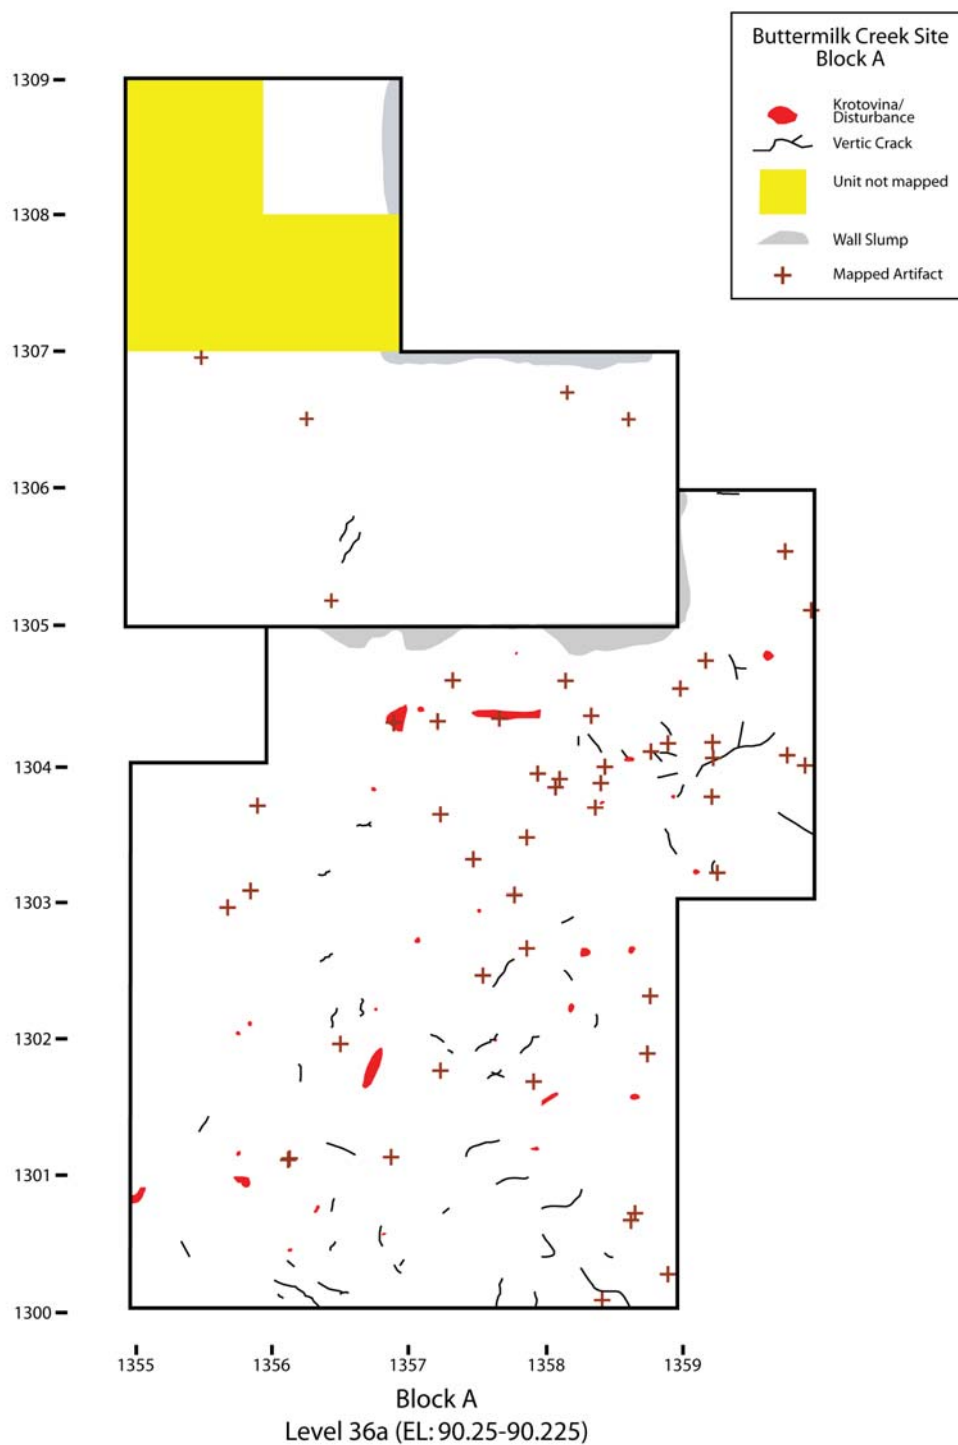 Buttermilk Creek Site
Block A
Krotovina/
Disturbance
Vertic Crack
Unit not mapped
Wall Slump
Mapped Artifact
1309
1308
1307
1306
1305
1304
1303
1302
1301
1300
1355 1356 1357 1358 1359
Block A
Level 36a (EL: 90.25-90.225)